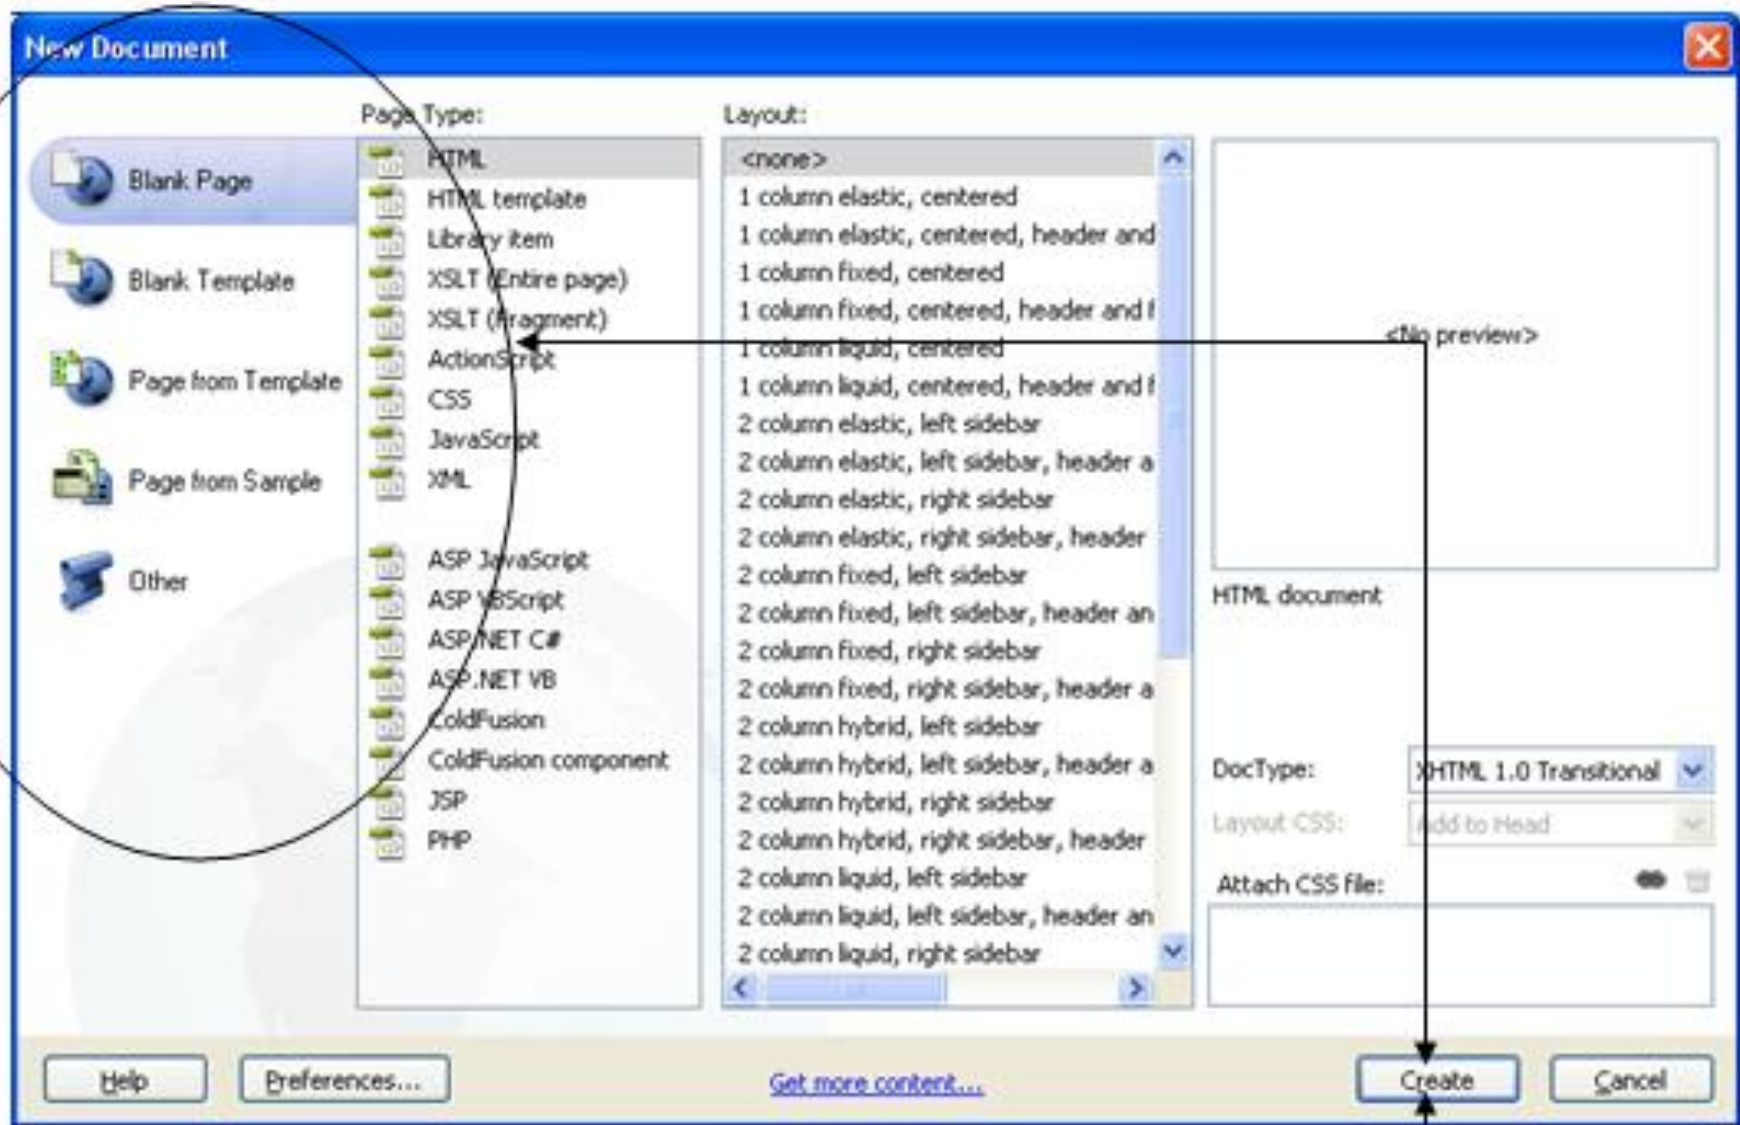 New Document
Blank Page
Blank Template
Page from Template
Page from Sample
Other
Page Type:
HTML
HTML template
Library item
XSLT (Entire page)
XSLT (Fragment)
ActionScript
CSS
JavaScript
XML
ASP JavaScript
ASP VBScript
ASP.NET C#
ASP.NET VB
ColdFusion
ColdFusion component
JSP
PHP
Layout:
<none>
1 column elastic, centered
1 column elastic, centered, header and
1 column fixed, centered
1 column fixed, centered, header and f
1 column liquid, centered
1 column liquid, centered, header and f
2 column elastic, left sidebar
2 column elastic, left sidebar, header a
2 column elastic, right sidebar
2 column elastic, right sidebar, header
2 column fixed, left sidebar
2 column fixed, left sidebar, header an
2 column fixed, right sidebar
2 column fixed, right sidebar, header a
2 column hybrid, left sidebar
2 column hybrid, left sidebar, header a
2 column hybrid, right sidebar
2 column hybrid, right sidebar, header
2 column liquid, left sidebar
2 column liquid, left sidebar, header an
2 column liquid, right sidebar
<No preview>
HTML document
DocType: XHTML 1.0 Transitional
Layout CSS: Add to Head
Attach CSS file:
Help
Preferences...
Get more content...
Create
Cancel